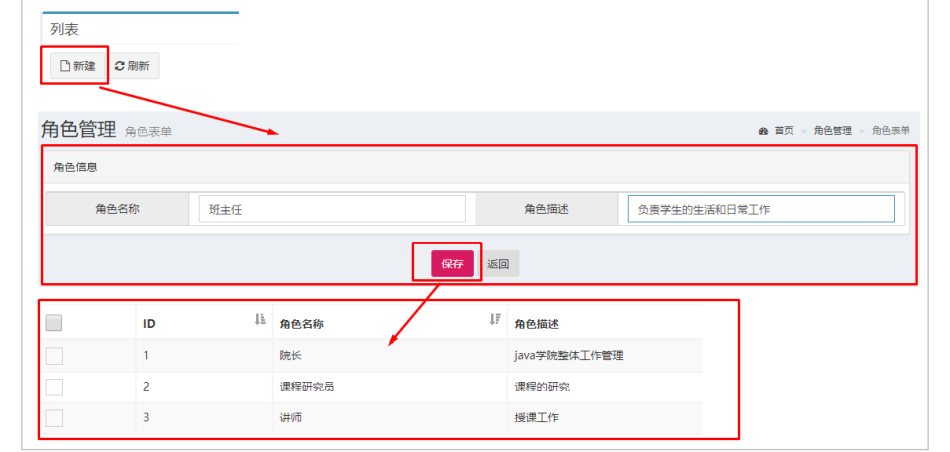 列表
新建 刷新
角色管理 角色表单 首页 > 角色管理 > 角色表单
角色信息
角色名称 班主任 角色描述 负责学生的生活和日常工作
保存 返回
ID 角色名称 角色描述
1 院长 java学院整体工作管理
2 课程研究员 课程的研究
3 讲师 授课工作